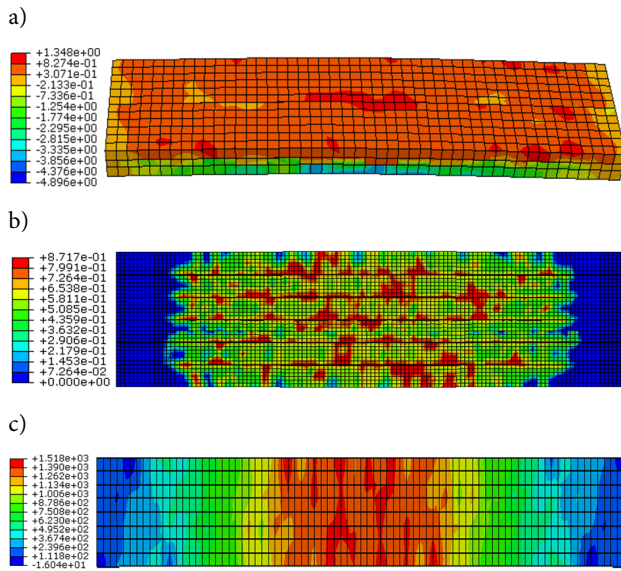 a)
+1.348e+00
+8.274e-01
+3.071e-01
-2.133e-01
-7.336e-01
-1.254e+00
-1.774e+00
-2.295e+00
-2.815e+00
-3.335e+00
-3.856e+00
-4.376e+00
-4.896e+00
b)
+8.717e-01
+7.991e-01
+7.264e-01
+6.538e-01
+5.811e-01
+5.085e-01
+4.359e-01
+3.632e-01
+2.906e-01
+2.179e-01
+1.453e-01
+7.264e-02
+0.000e+00
c)
+1.518e+03
+1.390e+03
+1.262e+03
+1.134e+03
+1.006e+03
+8.786e+02
+7.508e+02
+6.230e+02
+4.952e+02
+3.674e+02
+2.396e+02
+1.118e+02
-1.604e+01